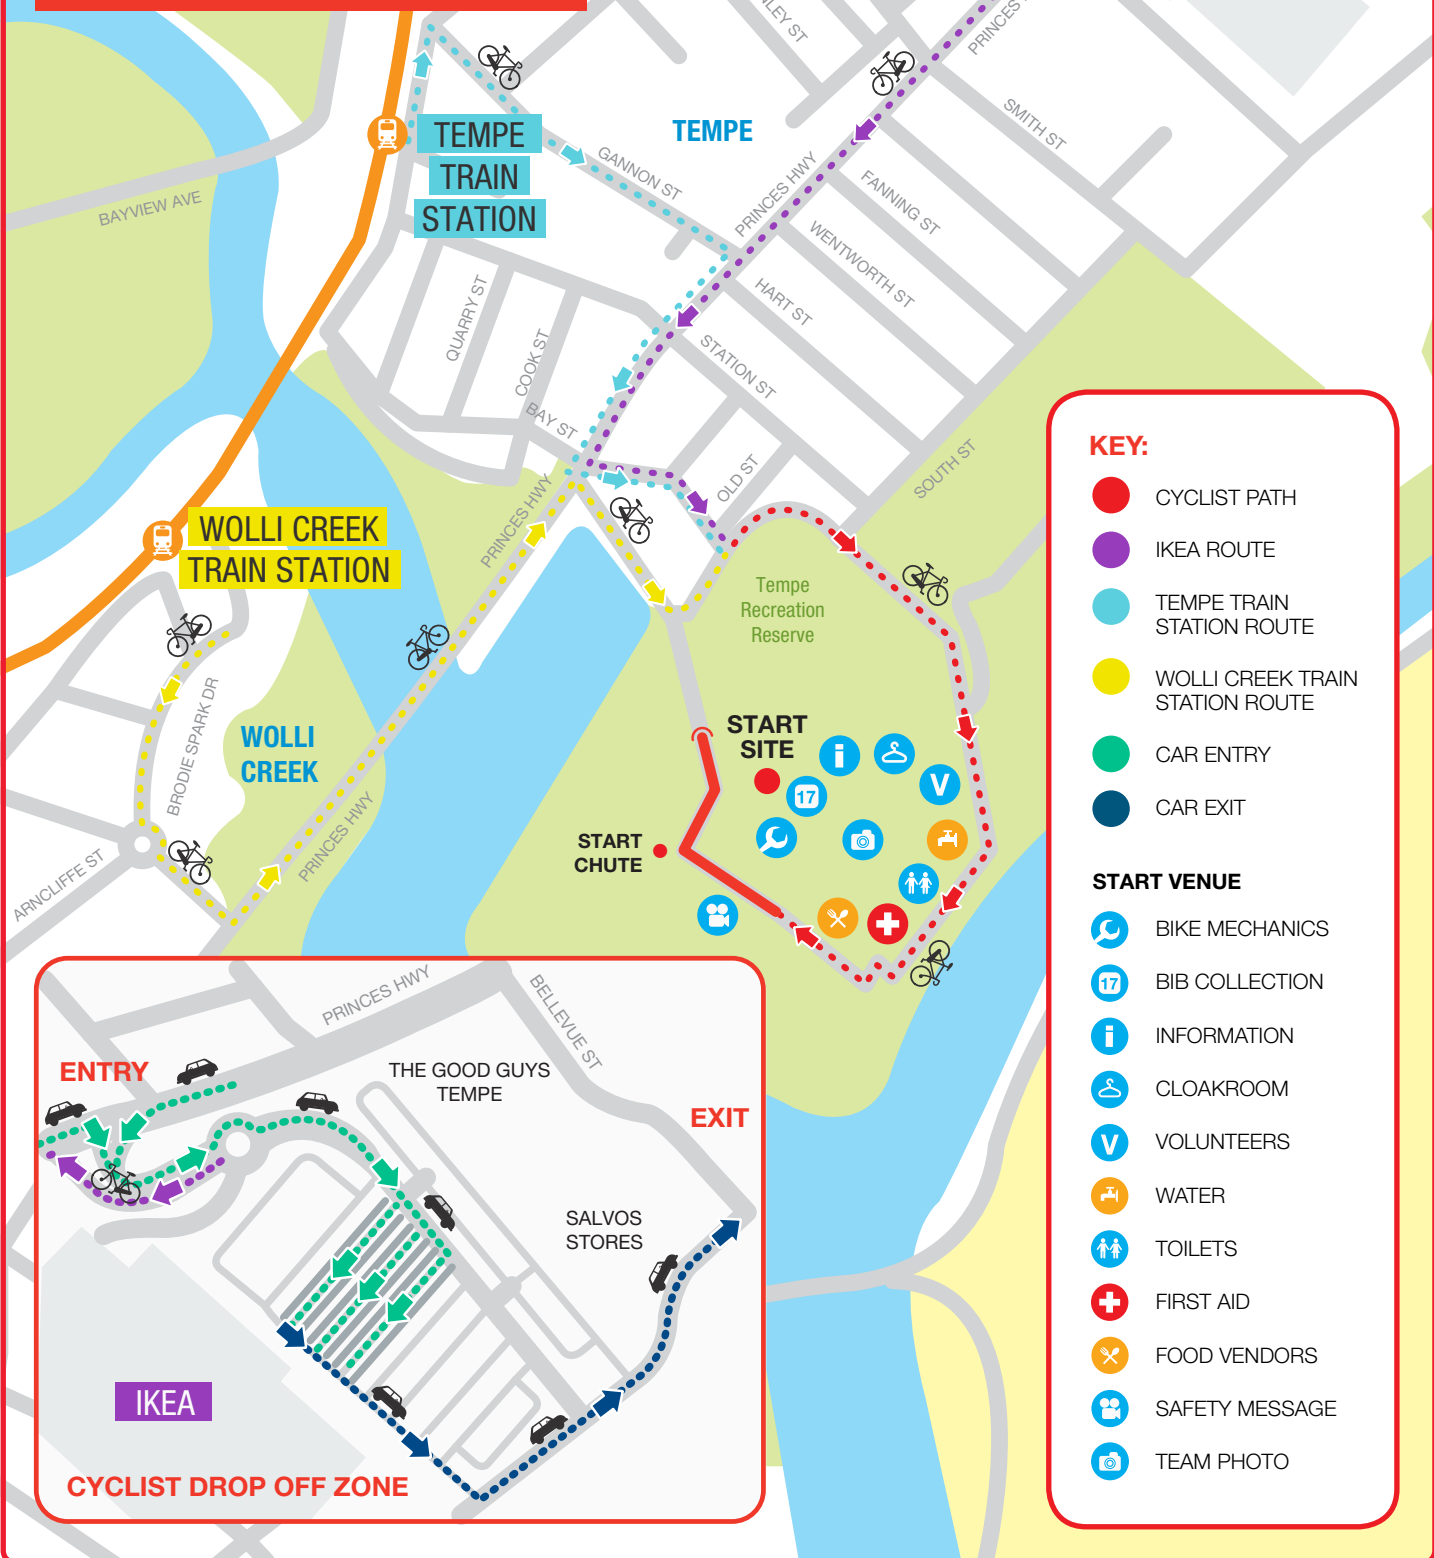 NLEY ST
PRINCES
SMITH ST
TEMPE
TEMPE
TRAIN
STATION
GANNON ST
PRINCES HWY
FANNING ST
BAYVIEW AVE
WENTWORTH ST
HART ST
QUARRY ST
COOK ST
STATION ST
BAY ST
OLD ST
SOUTH ST
PRINCES HWY
WOLLI CREEK
TRAIN STATION
Tempe
Recreation
Reserve
BRODIE SPARK DR
WOLLI
CREEK
START
SITE
17
START
CHUTE
PRINCES HWY
ARNCLIFFE ST
i
V
KEY:
CYCLIST PATH
IKEA ROUTE
TEMPE TRAIN
STATION ROUTE
WOLLI CREEK TRAIN
STATION ROUTE
CAR ENTRY
CAR EXIT
START VENUE
BIKE MECHANICS
17
BIB COLLECTION
i
INFORMATION
CLOAKROOM
V
VOLUNTEERS
WATER
TOILETS
FIRST AID
FOOD VENDORS
SAFETY MESSAGE
TEAM PHOTO
PRINCES HWY
BELLEVUE ST
ENTRY
THE GOOD GUYS
TEMPE
EXIT
SALVOS
STORES
IKEA
CYCLIST DROP OFF ZONE